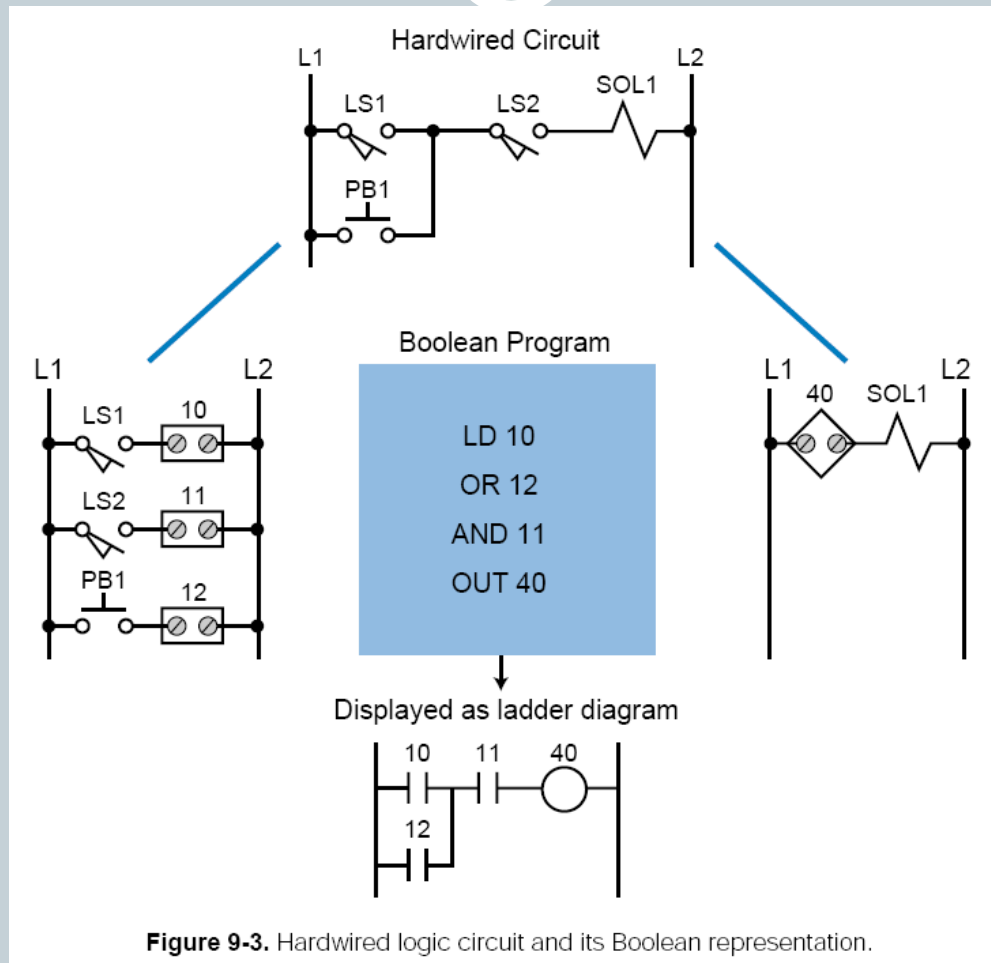 Hardwired Circuit
L1 L2
SOL1
LS1 LS2
PB1
L1 L2
LS1 10
LS2 11
PB1 12
Boolean Program
LD 10
OR 12
AND 11
OUT 40
L1 L2
40 SOL1
Displayed as ladder diagram
10 11 40
12
Figure 9-3. Hardwired logic circuit and its Boolean representation.